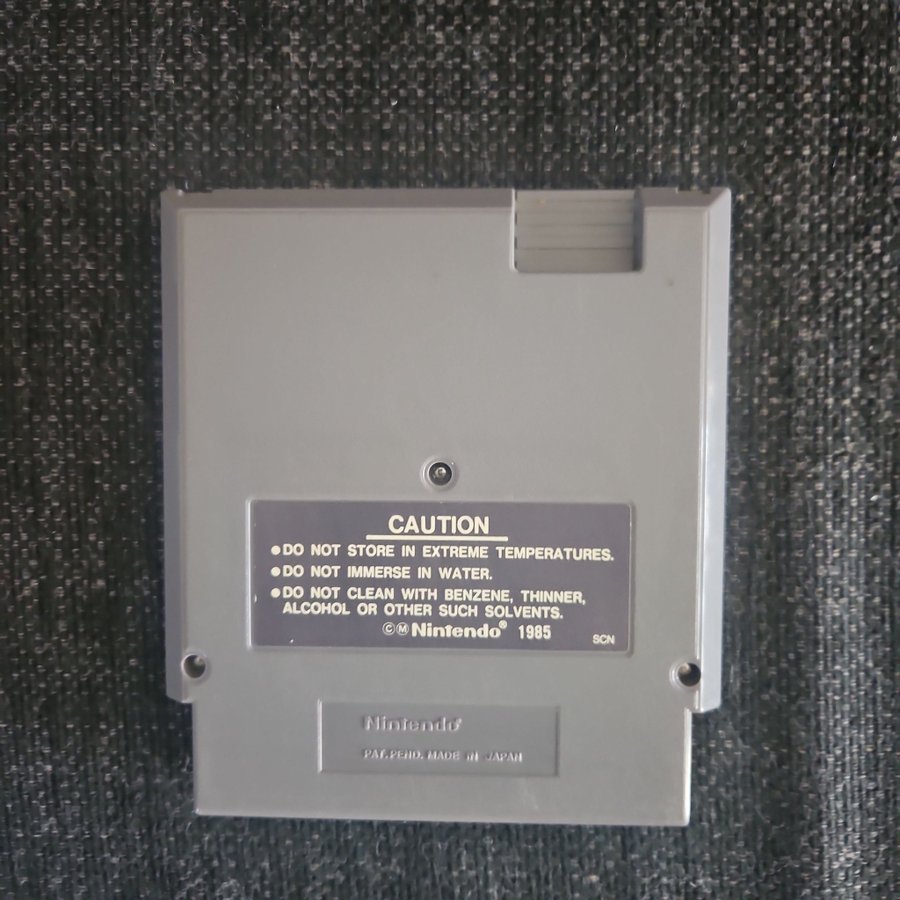 CAUTION
●DO NOT STORE IN EXTREME TEMPERATURES.
●DO NOT IMMERSE IN WATER.
●DO NOT CLEAN WITH BENZENE, THINNER,
ALCOHOL OR OTHER SUCH SOLVENTS.
©Ⓜ Nintendo® 1985
SCN
Nintendo®
PAT. PEND. MADE IN JAPAN